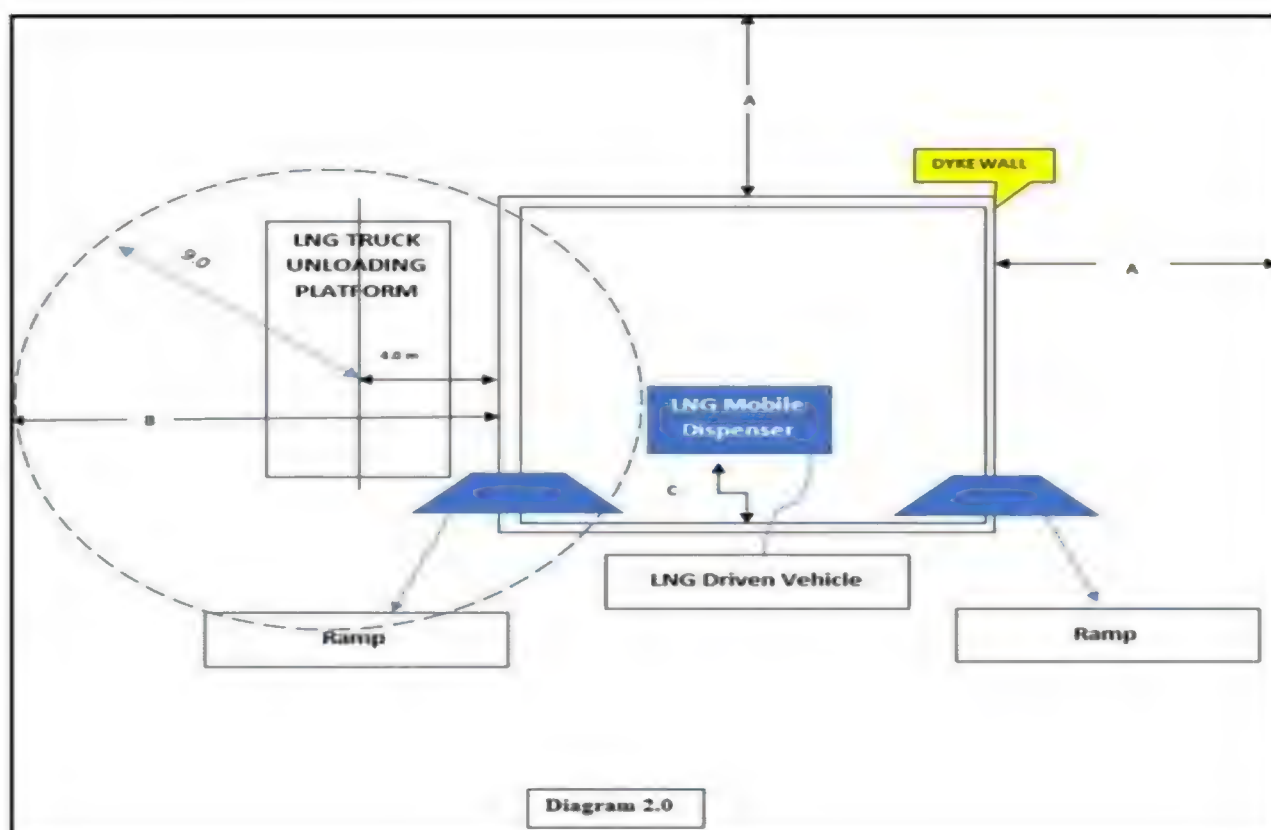 A
DYKE WALL
LNG TRUCK
UNLOADING
PLATFORM
9.0
A
4.0 m
B
LNG Mobile
Dispenser
C
LNG Driven Vehicle
Ramp
Ramp
Diagram 2.0